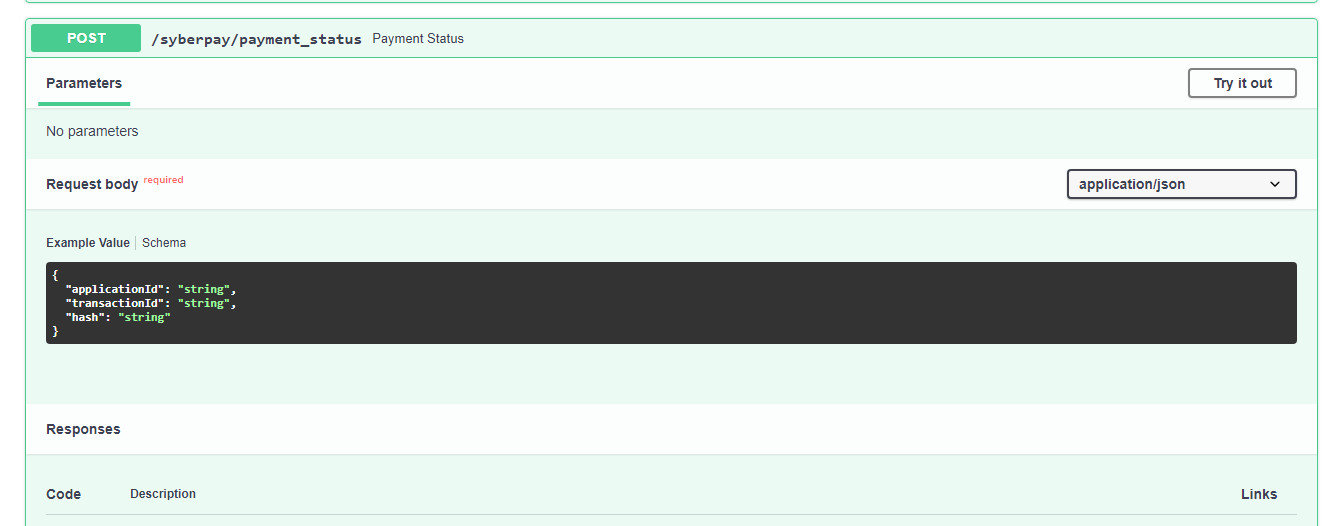 POST /syberpay/payment_status Payment Status
Parameters
Try it out
No parameters
Request body required
application/json
Example Value | Schema
{
  "applicationId": "string",
  "transactionId": "string",
  "hash": "string"
}
Responses
Code Description Links